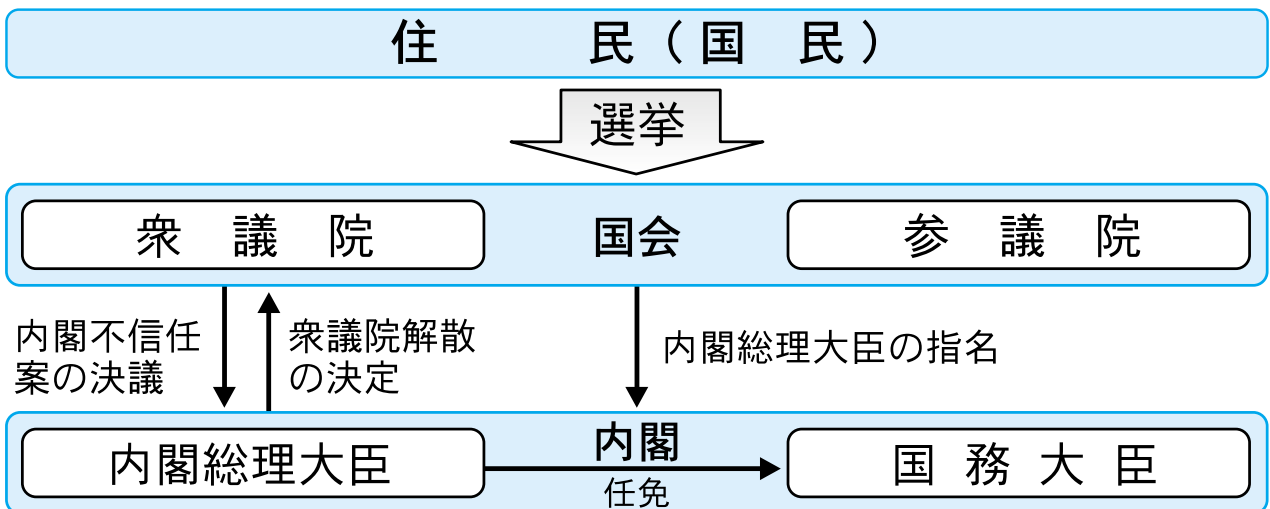 住民（国民）
選挙
衆議院
国会
参議院
内閣不信任
案の決議
衆議院解散
の決定
内閣総理大臣の指名
内閣総理大臣
内閣
任免
国務大臣